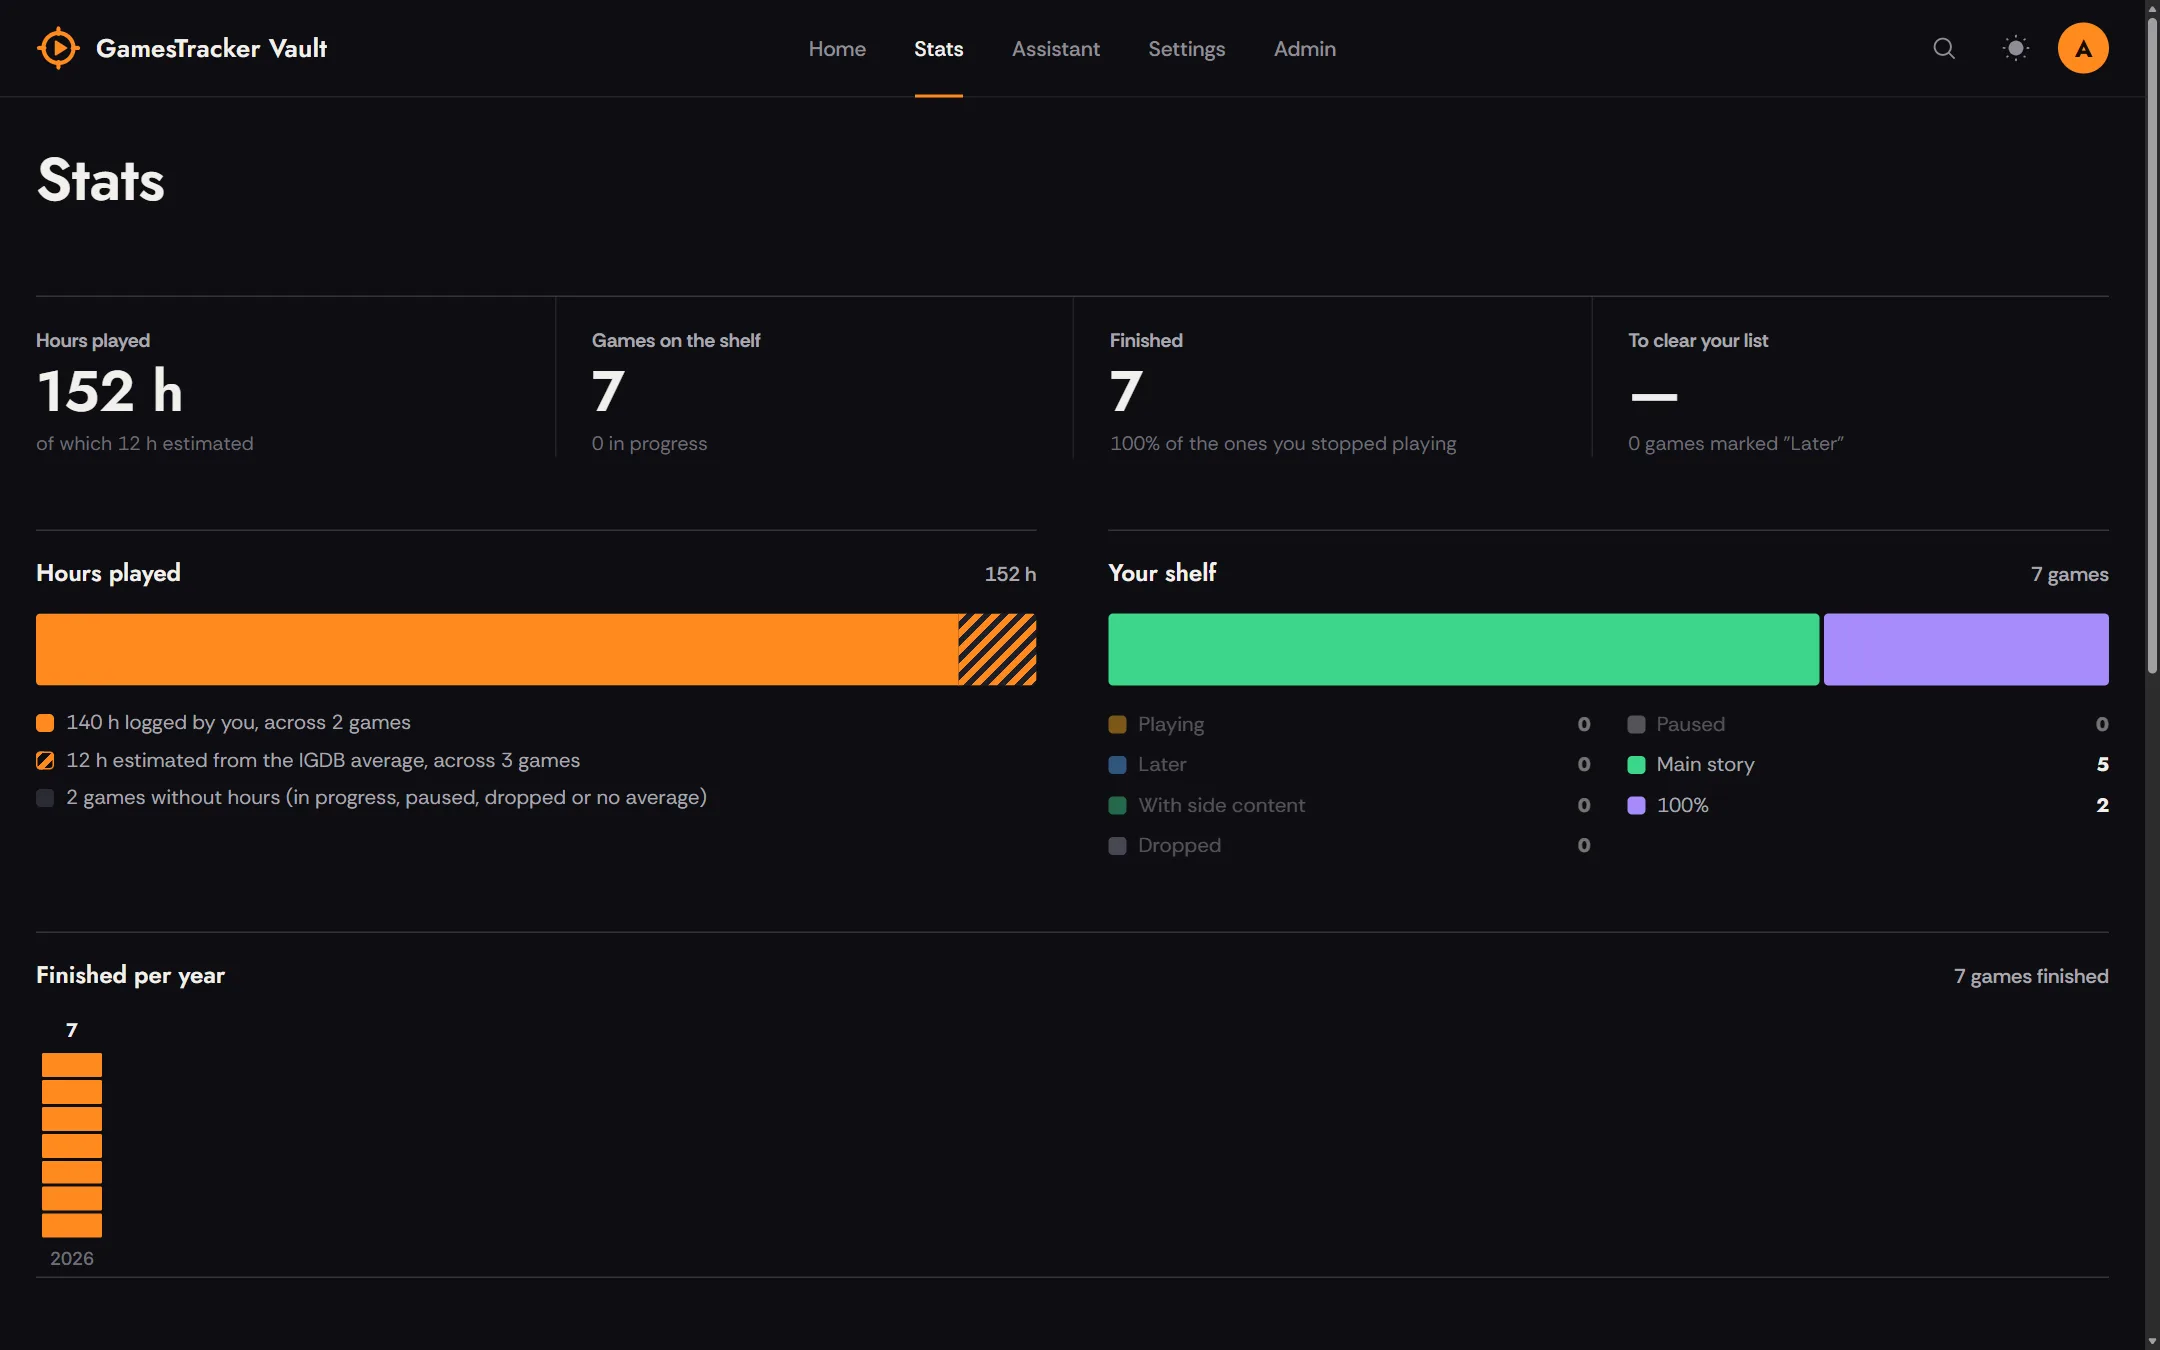 GamesTracker Vault
Home
Stats
Assistant
Settings
Admin
A
Stats
Hours played
152 h
of which 12 h estimated
Games on the shelf
7
0 in progress
Finished
7
100% of the ones you stopped playing
To clear your list
—
0 games marked "Later"
Hours played
152 h
140 h logged by you, across 2 games
12 h estimated from the IGDB average, across 3 games
2 games without hours (in progress, paused, dropped or no average)
Your shelf
7 games
Playing 0
Paused 0
Later 0
Main story 5
With side content 0
100% 2
Dropped 0
Finished per year
7 games finished
7
2026